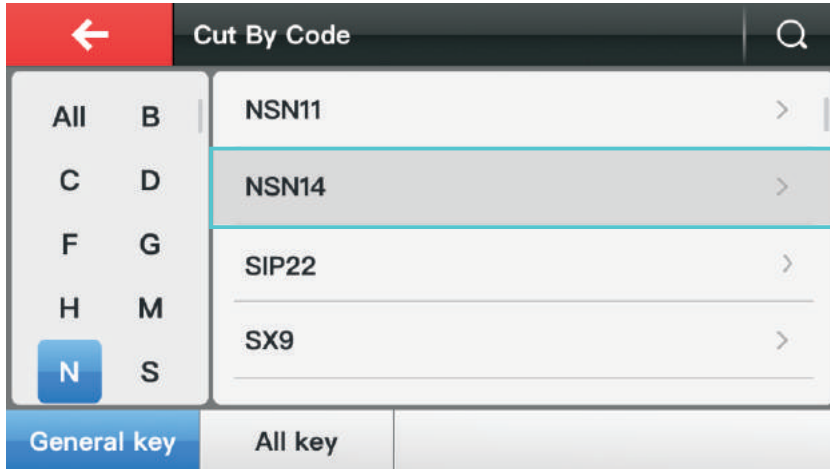 Cut By Code
All B
C D
F G
H M
N S
NSN11
NSN14
SIP22
SX9
General key All key